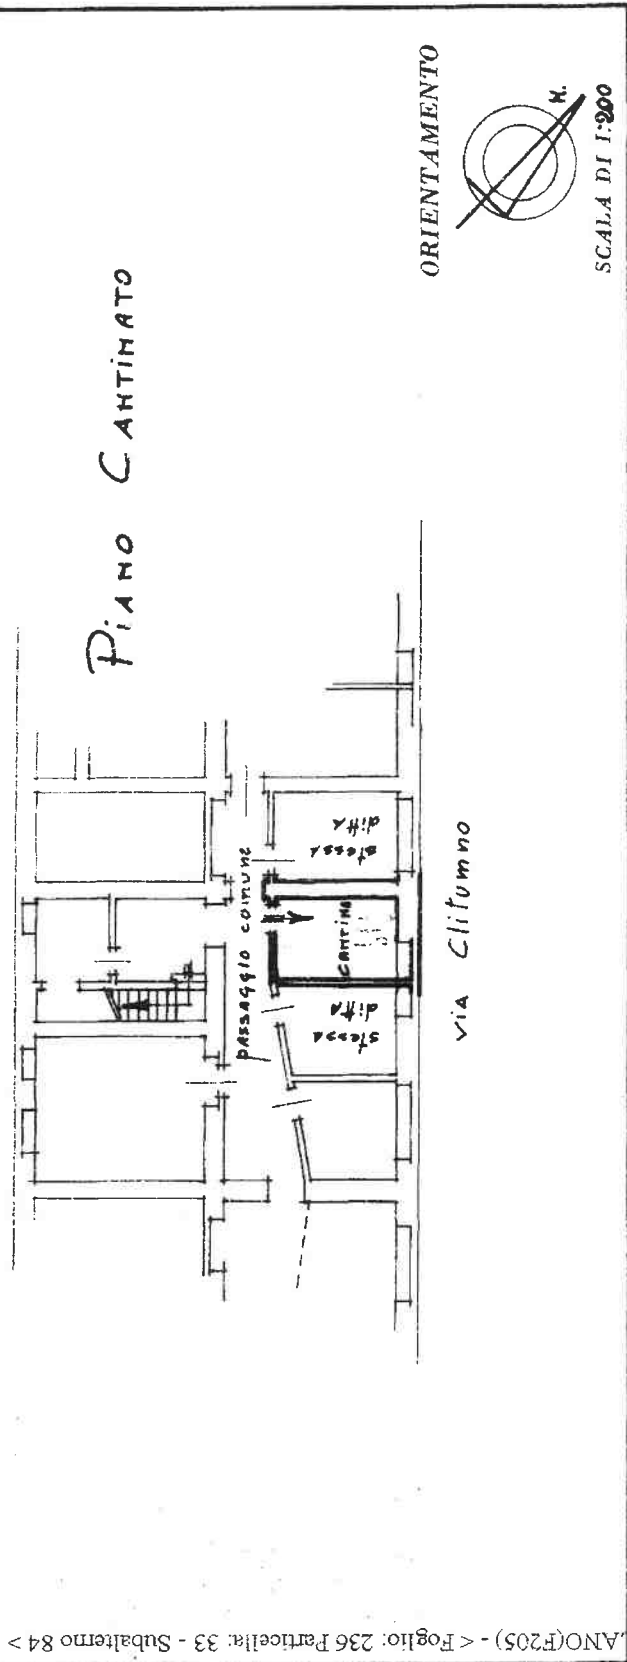 PIANO CANTINATO
ORIENTAMENTO
N.
SCALA DI 1:200
PASSAGGIO COMUNE
stessa
ditta
CANTINA
stessa
ditta
via Clitumno
ANO(F205) - < Foglio: 236 Particella: 33 - Subalterno 84 >